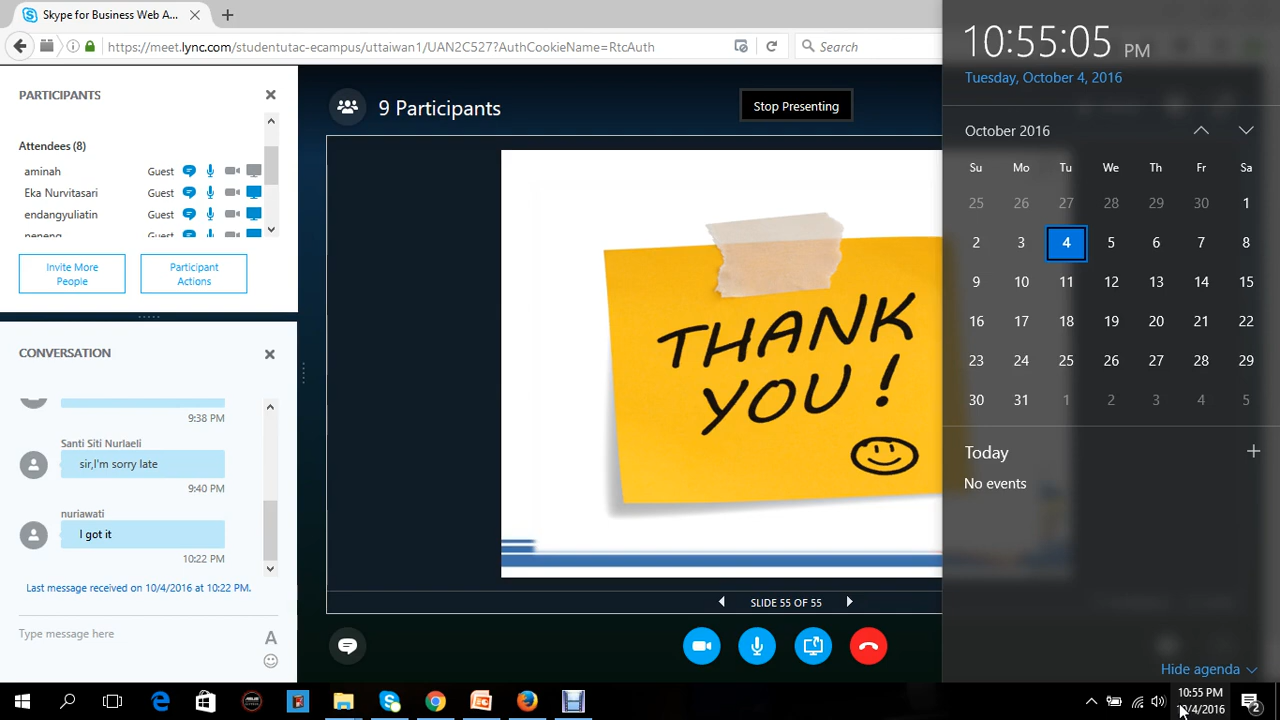 Skype for Business Web A...
https://meet.lync.com/studentutac-ecampus/uttaiwan1/UAN2C527?AuthCookieName=RtcAuth
Search
PARTICIPANTS
Attendees (8)
aminah Guest
Eka Nurvitasari Guest
endangyuliatin Guest
neneng Guest
Invite More People
Participant Actions
CONVERSATION
9:38 PM
Santi Siti Nurlaeli
sir,I'm sorry late
9:40 PM
nuriawati
I got it
10:22 PM
Last message received on 10/4/2016 at 10:22 PM.
Type message here
A
9 Participants
Stop Presenting
THANK
YOU !
SLIDE 55 OF 55
10:55:05 PM
Tuesday, October 4, 2016
October 2016
Su Mo Tu We Th Fr Sa
25 26 27 28 29 30 1
2 3 4 5 6 7 8
9 10 11 12 13 14 15
16 17 18 19 20 21 22
23 24 25 26 27 28 29
30 31 1 2 3 4 5
Today
No events
Hide agenda
10:55 PM
/4/2016
2